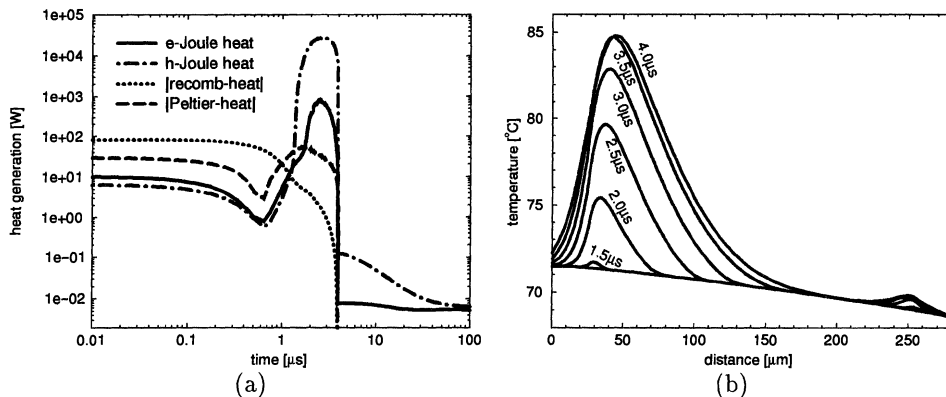 1e+05
1e+04
1e+03
1e+02
1e+01
1e+00
1e−01
1e−02
heat generation [W]
e-Joule heat
h-Joule heat
|recomb-heat|
|Peltier-heat|
0.01
0.1
1
10
100
time [μs]
(a)
85
80
75
70
temperature [°C]
4.0μs
3.5μs
3.0μs
2.5μs
2.0μs
1.5μs
0
50
100
150
200
250
distance [μm]
(b)